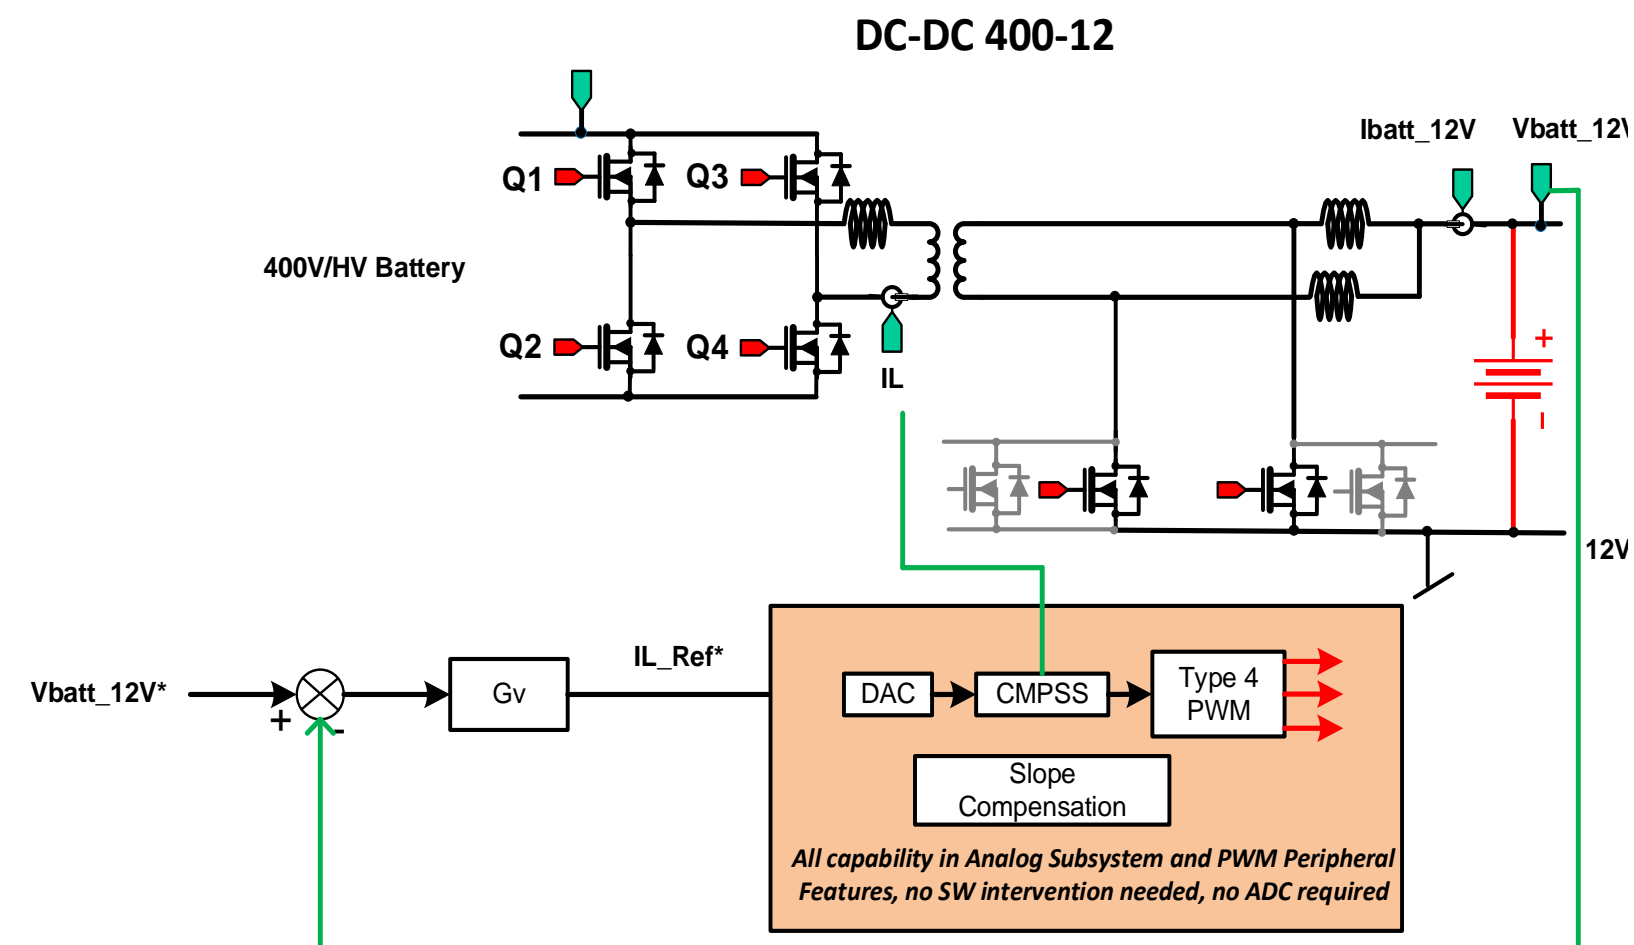 DC-DC 400-12
Ibatt_12V
Vbatt_12V
Q1
Q3
400V/HV Battery
Q2
Q4
IL
+
–
12V
Vbatt_12V*
+
-
Gv
IL_Ref*
DAC
CMPSS
Type 4
PWM
Slope
Compensation
All capability in Analog Subsystem and PWM Peripheral
Features, no SW intervention needed, no ADC required